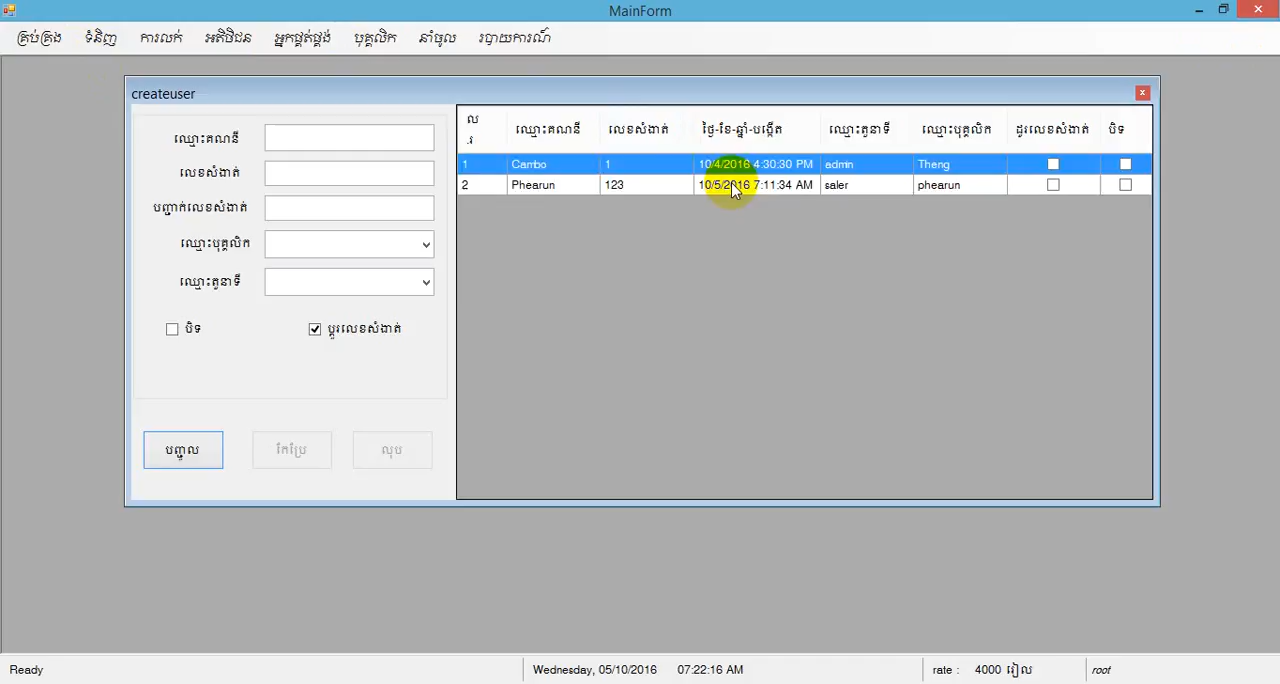 MainForm
គ្រប់គ្រង ទំនិញ ការលក់ អតិថិជន អ្នកផ្គត់ផ្គង់ បុគ្គលិក នាំចូល របាយការណ៍
createuser
ល.រ ឈ្មោះគណនី លេខសំងាត់ ថ្ងៃ-ខែ-ឆ្នាំ-បង្កើត ឈ្មោះតួនាទី ឈ្មោះបុគ្គលិក ដូរលេខសំងាត់ បិទ
1 Cambo 1 10/4/2016 4:30:30 PM admin Theng
2 Phearun 123 10/5/2016 7:11:34 AM saler phearun
ឈ្មោះគណនី
លេខសំងាត់
បញ្ជាក់លេខសំងាត់
ឈ្មោះបុគ្គលិក
ឈ្មោះតួនាទី
បិទ ប្តូរលេខសំងាត់
បញ្ចូល កែប្រែ លុប
Ready Wednesday, 05/10/2016 07:22:16 AM rate : 4000 រៀល root